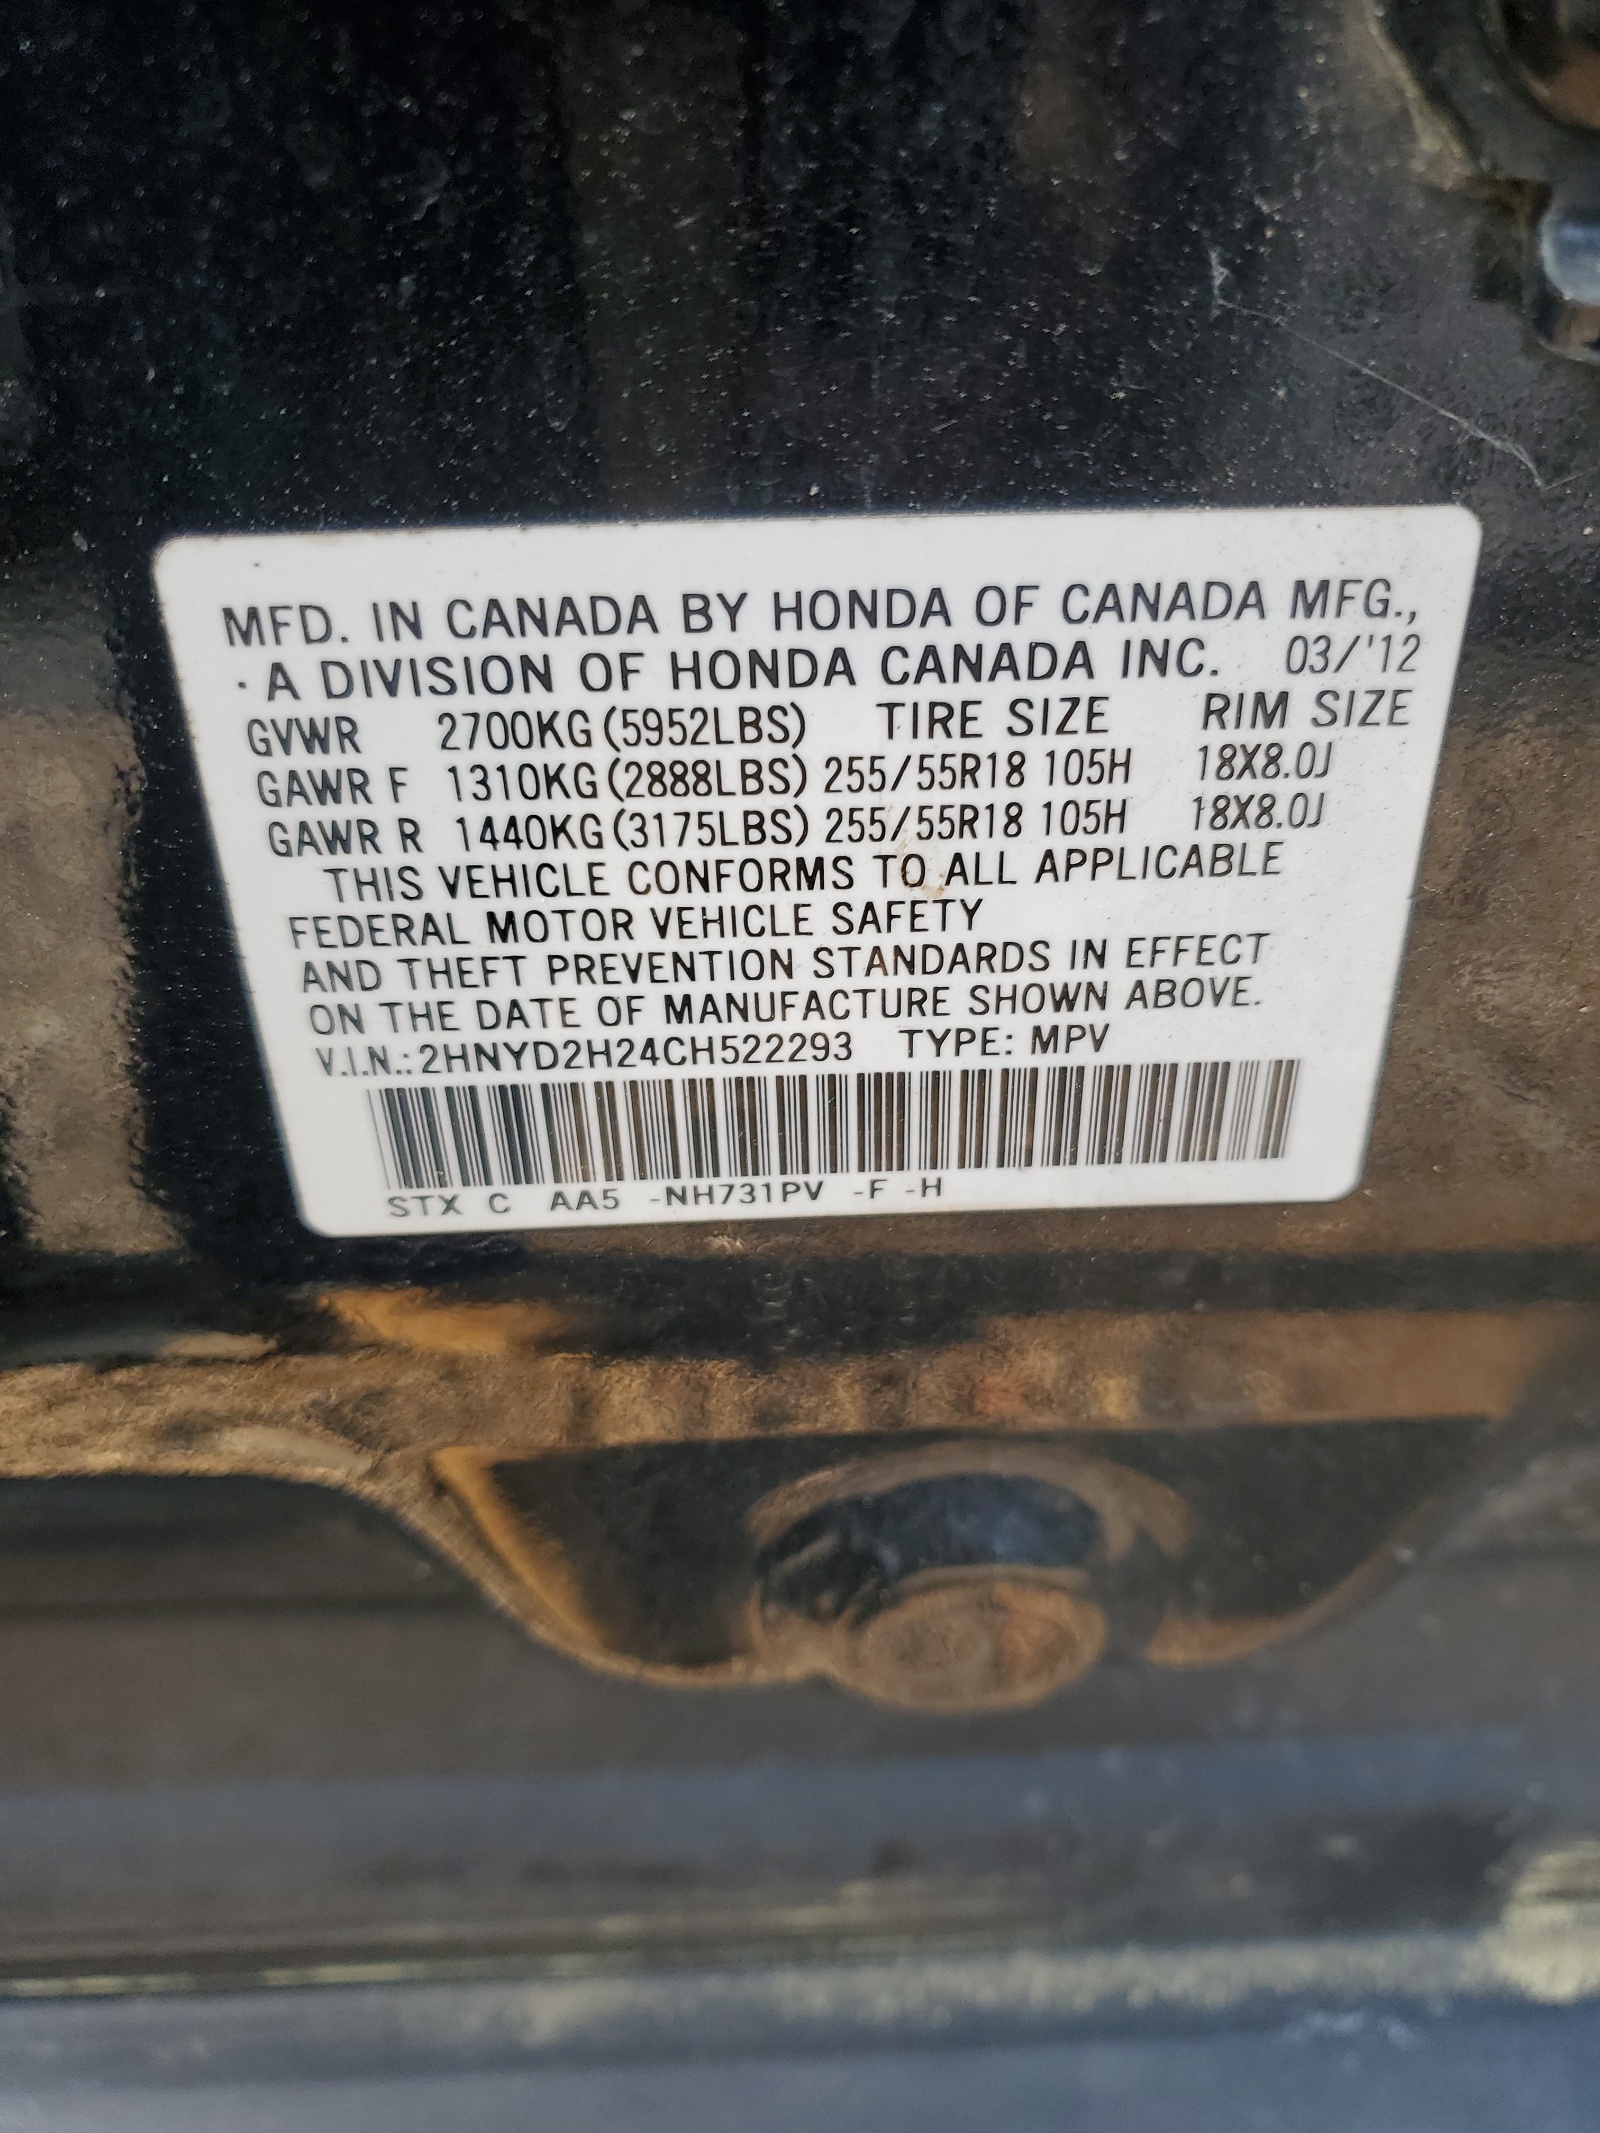 MFD. IN CANADA BY HONDA OF CANADA MFG.,
· A DIVISION OF HONDA CANADA INC. 03/'12
GVWR 2700KG (5952LBS) TIRE SIZE RIM SIZE
GAWR F 1310KG (2888LBS) 255/55R18 105H 18X8.0J
GAWR R 1440KG (3175LBS) 255/55R18 105H 18X8.0J
THIS VEHICLE CONFORMS TO ALL APPLICABLE
FEDERAL MOTOR VEHICLE SAFETY
AND THEFT PREVENTION STANDARDS IN EFFECT
ON THE DATE OF MANUFACTURE SHOWN ABOVE.
V.I.N.: 2HNYD2H24CH522293 TYPE: MPV
STX C AA5 -NH731PV -F -H